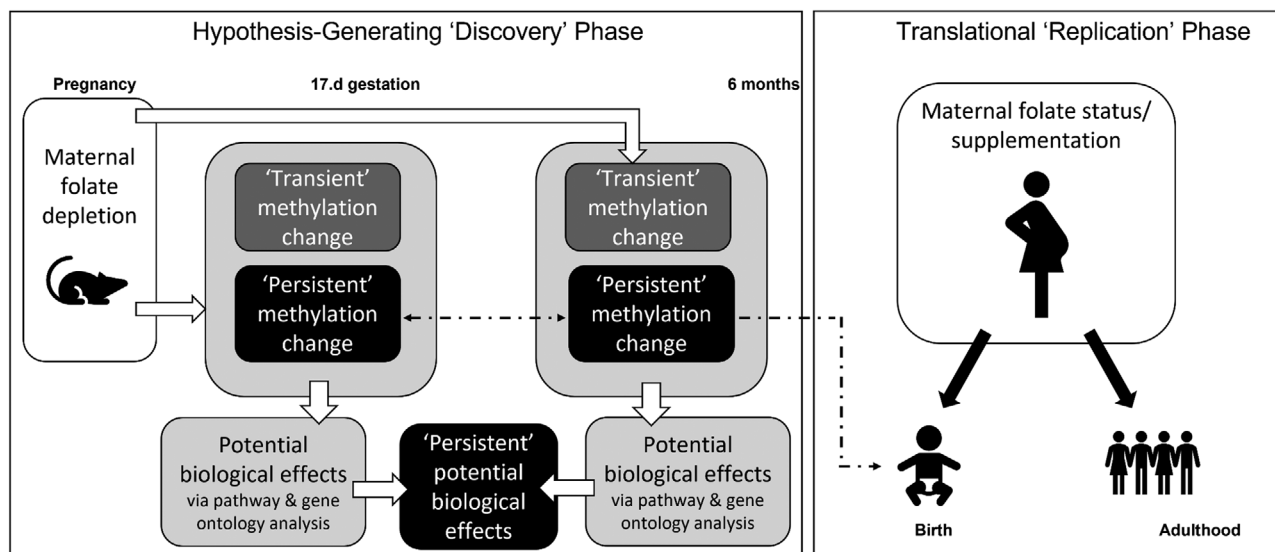 Hypothesis-Generating ‘Discovery’ Phase
Pregnancy
17.d gestation
6 months
Maternal
folate
depletion
‘Transient’
methylation
change
‘Persistent’
methylation
change
‘Transient’
methylation
change
‘Persistent’
methylation
change
Potential
biological effects
via pathway & gene
ontology analysis
‘Persistent’
potential
biological
effects
Potential
biological effects
via pathway & gene
ontology analysis
Translational ‘Replication’ Phase
Maternal folate status/
supplementation
Birth
Adulthood